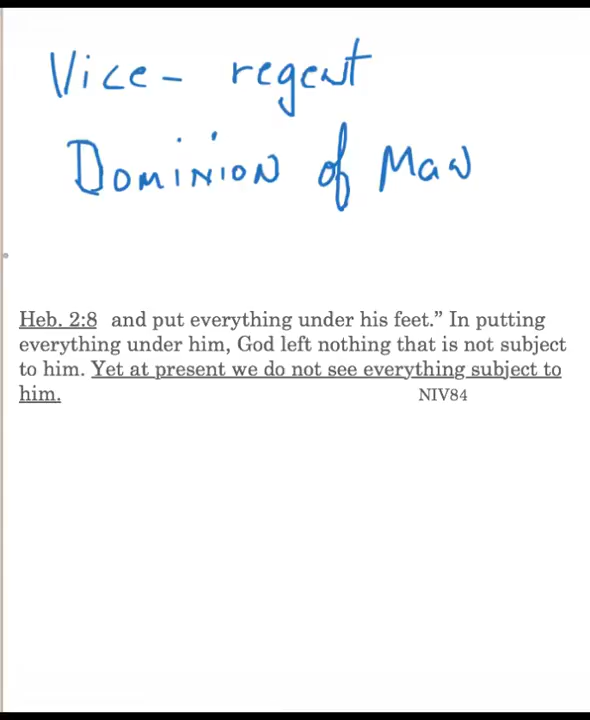 Vice- regent
Dominion of Man
Heb. 2:8 and put everything under his feet.” In putting
everything under him, God left nothing that is not subject
to him. Yet at present we do not see everything subject to
him. NIV84